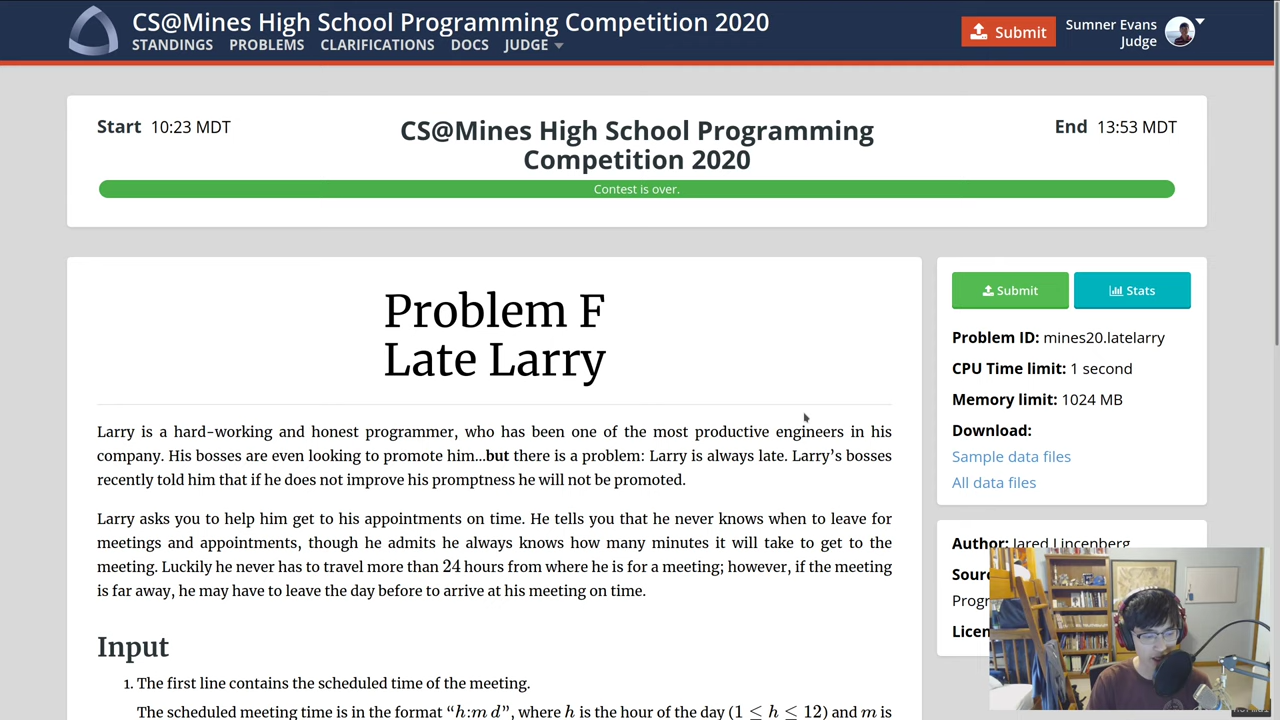 CS@Mines High School Programming Competition 2020
STANDINGS PROBLEMS CLARIFICATIONS DOCS JUDGE
Submit
Sumner Evans
Judge
Start 10:23 MDT
CS@Mines High School Programming
Competition 2020
End 13:53 MDT
Contest is over.
Problem F
Late Larry
Larry is a hard-working and honest programmer, who has been one of the most productive engineers in his
company. His bosses are even looking to promote him...but there is a problem: Larry is always late. Larry's bosses
recently told him that if he does not improve his promptness he will not be promoted.
Larry asks you to help him get to his appointments on time. He tells you that he never knows when to leave for
meetings and appointments, though he admits he always knows how many minutes it will take to get to the
meeting. Luckily he never has to travel more than 24 hours from where he is for a meeting; however, if the meeting
is far away, he may have to leave the day before to arrive at his meeting on time.
Input
1. The first line contains the scheduled time of the meeting.
The scheduled meeting time is in the format “h:m d”, where h is the hour of the day (1 ≤ h ≤ 12) and m is
Submit
Stats
Problem ID: mines20.latelarry
CPU Time limit: 1 second
Memory limit: 1024 MB
Download:
Sample data files
All data files
Author: Jared Lincenberg